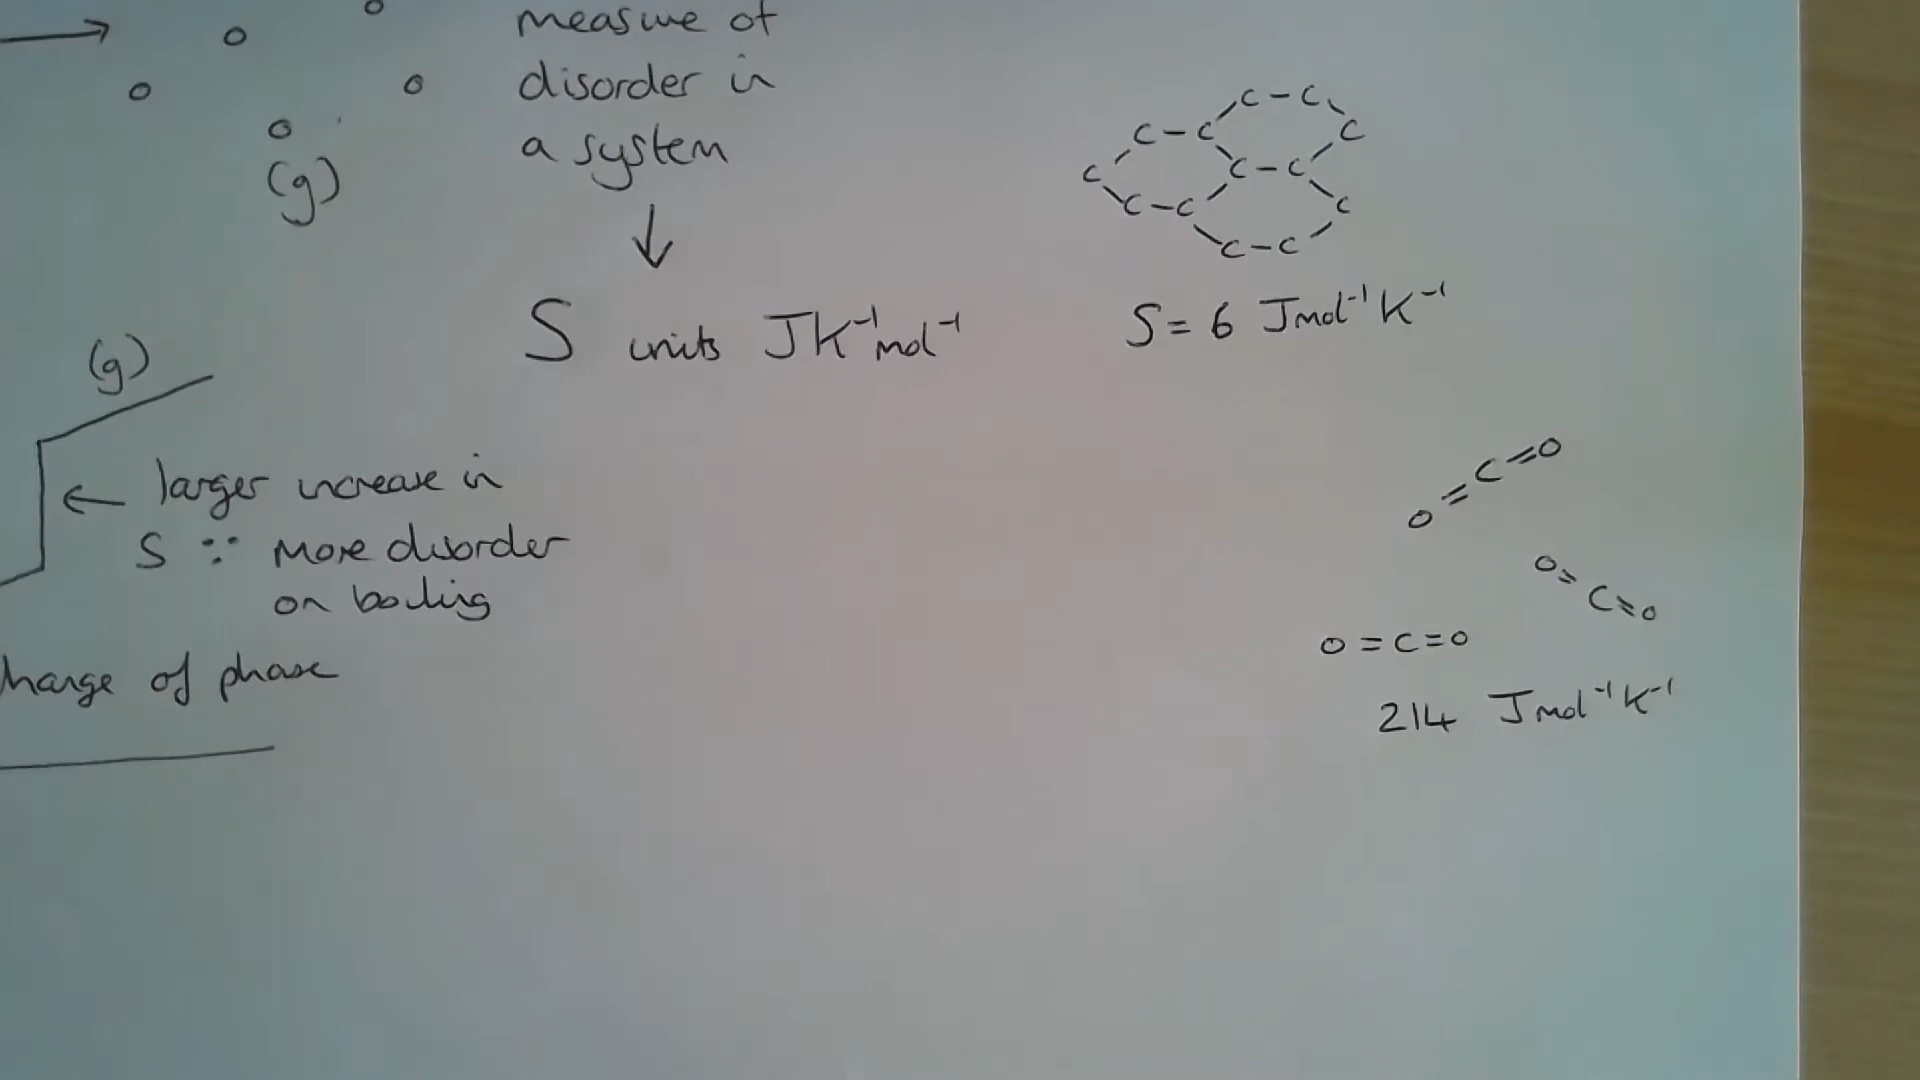 measure of
disorder in
a system
(g)
S units JK⁻¹mol⁻¹
(g)
← larger increase in
S ∵ More disorder
on boiling
hange of phase
C-C
C-C C
C C-C
C-C C
C-C
S = 6 Jmol⁻¹K⁻¹
O=C=O
O=C=O
O=C=O
214 Jmol⁻¹K⁻¹